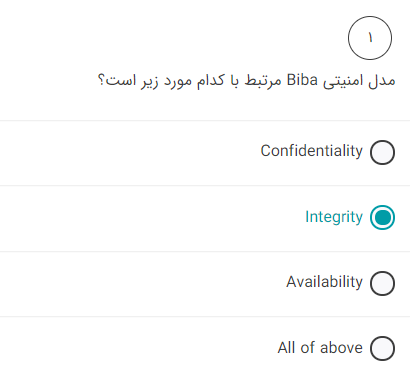 ۱
مدل امنیتی Biba مرتبط با کدام مورد زیر است؟
Confidentiality
Integrity
Availability
All of above